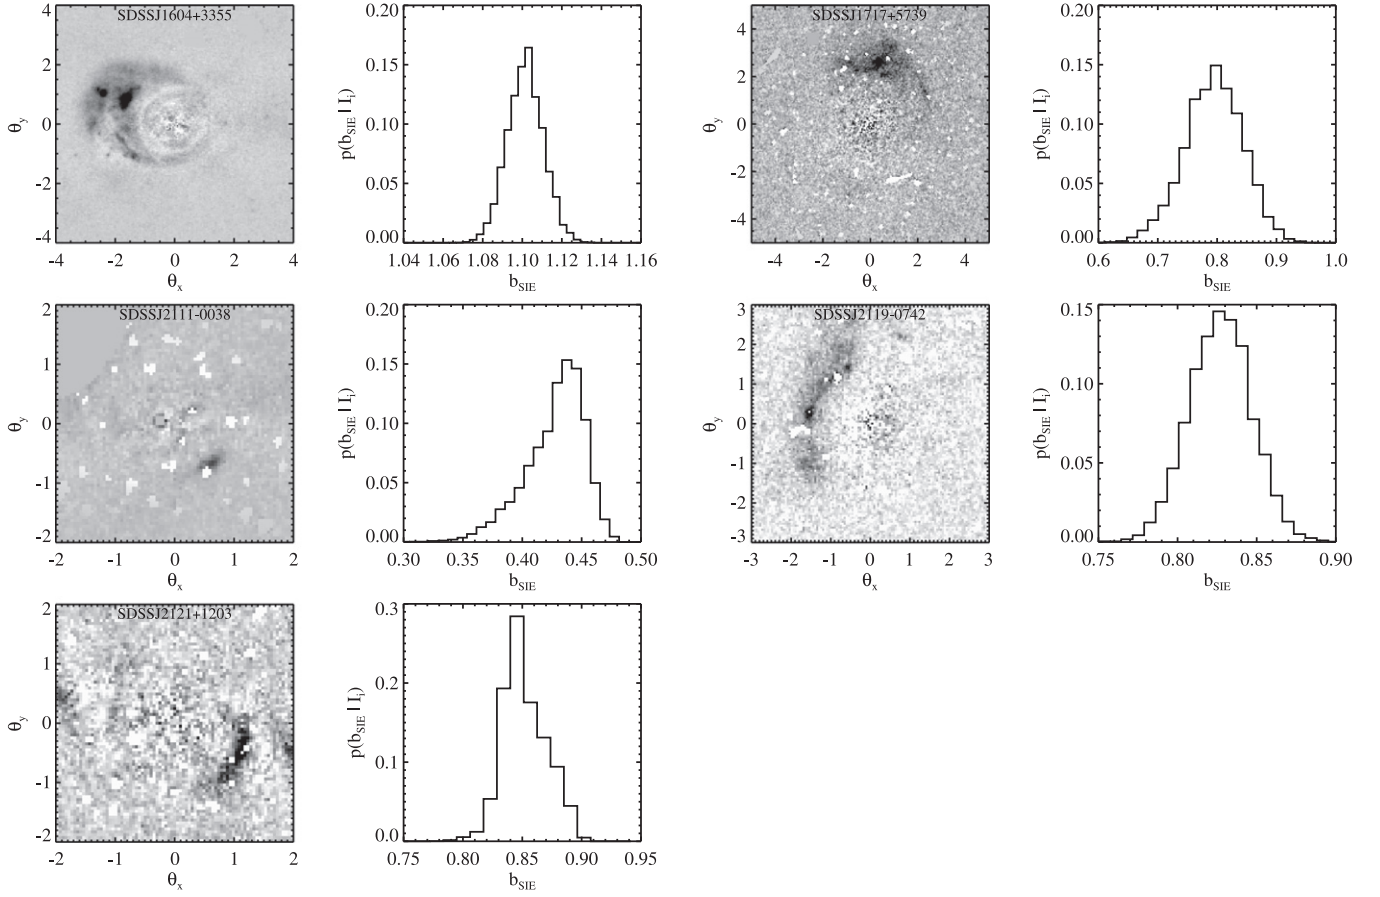 SDSSJ1604+3355
4
2
0
-2
-4
-4 -2 0 2 4
θy
θx
0.20
0.15
0.10
0.05
0.00
1.04 1.06 1.08 1.10 1.12 1.14 1.16
p(bSIE | Ii)
bSIE
SDSSJ1717+5739
4
2
0
-2
-4
-4 -2 0 2 4
θy
θx
0.20
0.15
0.10
0.05
0.00
0.6 0.7 0.8 0.9 1.0
p(bSIE | Ii)
bSIE
SDSSJ2111-0038
2
1
0
-1
-2
-2 -1 0 1 2
θy
θx
0.20
0.15
0.10
0.05
0.00
0.30 0.35 0.40 0.45 0.50
p(bSIE | Ii)
bSIE
SDSSJ2119-0742
3
2
1
0
-1
-2
-3
-3 -2 -1 0 1 2 3
θy
θx
0.15
0.10
0.05
0.00
0.75 0.80 0.85 0.90
p(bSIE | Ii)
bSIE
SDSSJ2121+1203
2
1
0
-1
-2
-2 -1 0 1 2
θy
θx
0.3
0.2
0.1
0.0
0.75 0.80 0.85 0.90 0.95
p(bSIE | Ii)
bSIE